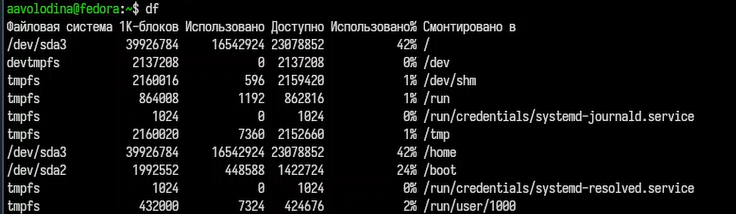 aavolodina@fedora:~$ df
Файловая система 1K-блоков Использовано Доступно Использовано% Смонтировано в
/dev/sda3 39926784 16542924 23078852 42% /
devtmpfs 2137208 0 2137208 0% /dev
tmpfs 2160016 596 2159420 1% /dev/shm
tmpfs 864008 1192 862816 1% /run
tmpfs 1024 0 1024 0% /run/credentials/systemd-journald.service
tmpfs 2160020 7360 2152660 1% /tmp
/dev/sda3 39926784 16542924 23078852 42% /home
/dev/sda2 1992552 448588 1422724 24% /boot
tmpfs 1024 0 1024 0% /run/credentials/systemd-resolved.service
tmpfs 432000 7324 424676 2% /run/user/1000